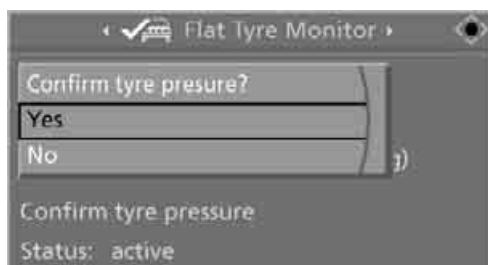 Flat Tyre Monitor
Confirm tyre presure?
Yes
No
g)
Confirm tyre pressure
Status: active